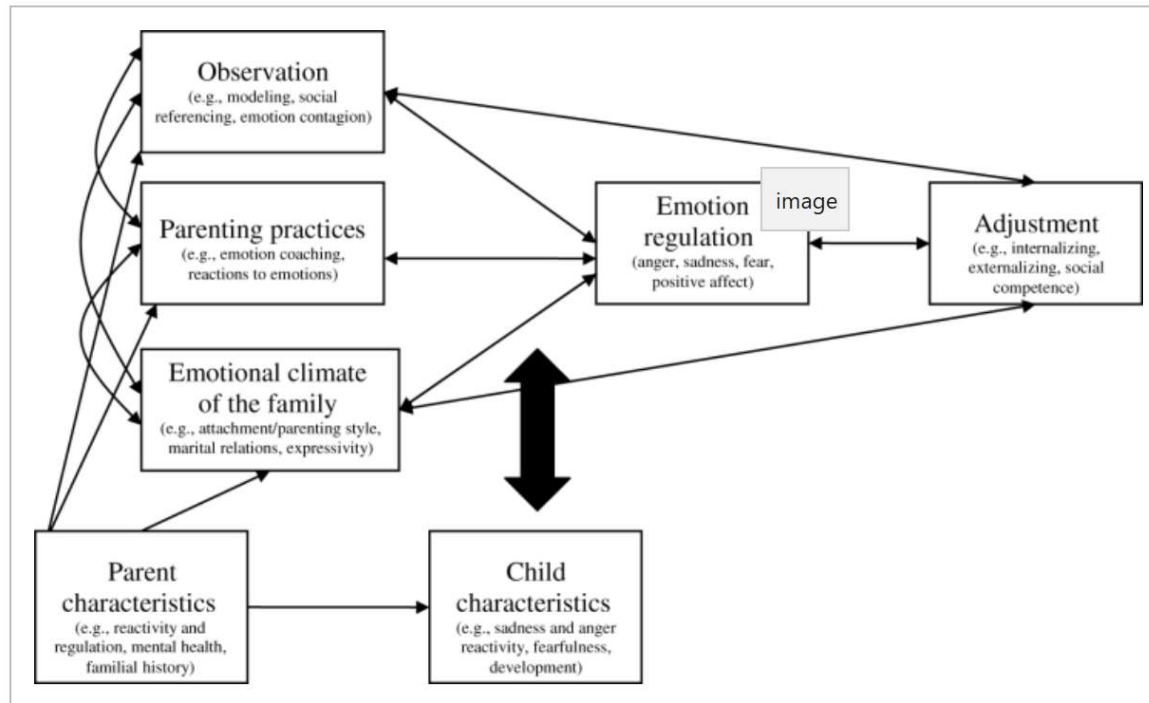 Observation
(e.g., modeling, social
referencing, emotion contagion)
Parenting practices
(e.g., emotion coaching,
reactions to emotions)
Emotional climate
of the family
(e.g., attachment/parenting style,
marital relations, expressivity)
Parent
characteristics
(e.g., reactivity and
regulation, mental health,
familial history)
Child
characteristics
(e.g., sadness and anger
reactivity, fearfulness,
development)
Emotion
regulation
(anger, sadness, fear,
positive affect)
image
Adjustment
(e.g., internalizing,
externalizing, social
competence)